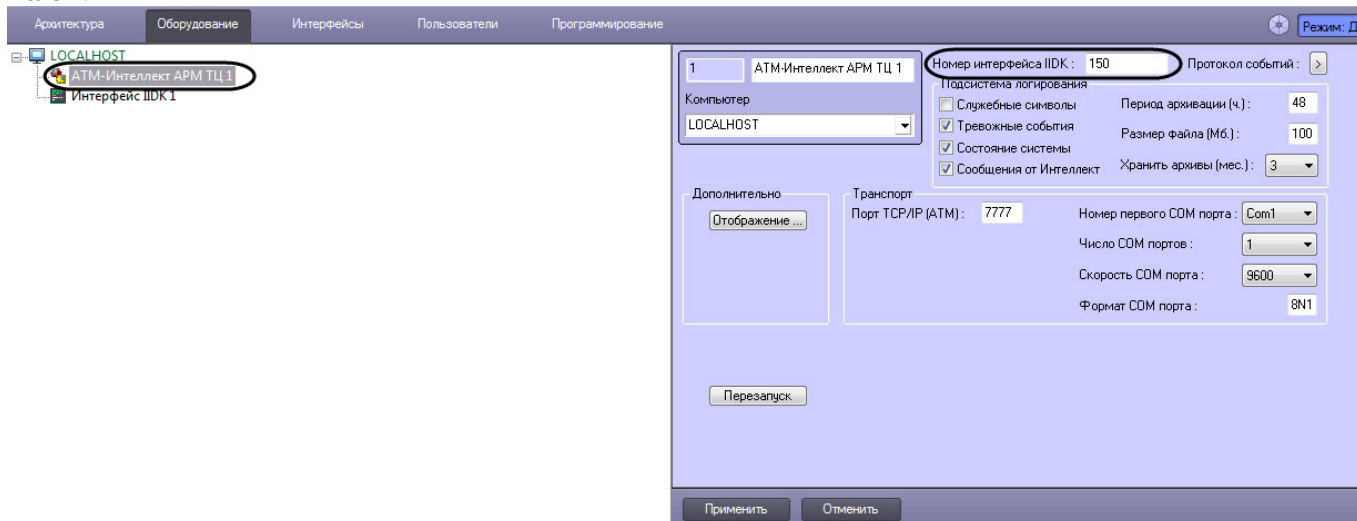 Архитектура Оборудование Интерфейсы Пользователи Программирование Режим: Д
LOCALHOST
АТМ-Интеллект АРМ ТЦ 1
Интерфейс IIDK 1
1 АТМ-Интеллект АРМ ТЦ 1
Компьютер
LOCALHOST
Номер интерфейса IIDK : 150 Протокол событий : >
Подсистема логирования
Служебные символы Период архивации (ч.) : 48
Тревожные события Размер файла (Мб.) : 100
Состояние системы
Сообщения от Интеллект Хранить архивы (мес.) : 3
Дополнительно
Отображение ...
Транспорт
Порт TCP/IP (ATM) : 7777 Номер первого COM порта : Com1
Число COM портов : 1
Скорость COM порта : 9600
Формат COM порта : 8N1
Перезапуск
Применить Отменить